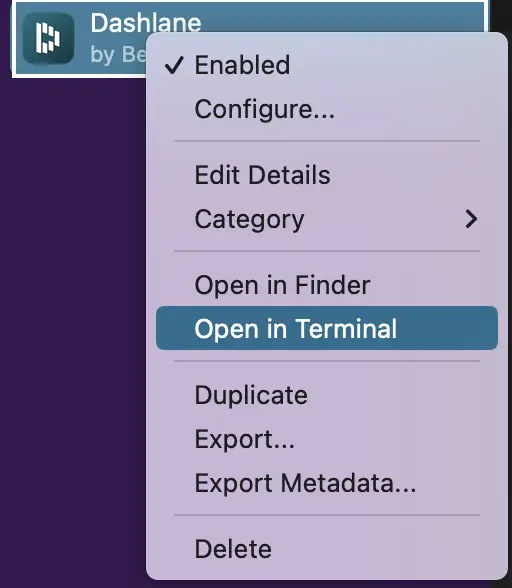 Dashlane
by Be
Enabled
Configure...
Edit Details
Category
Open in Finder
Open in Terminal
Duplicate
Export...
Export Metadata...
Delete